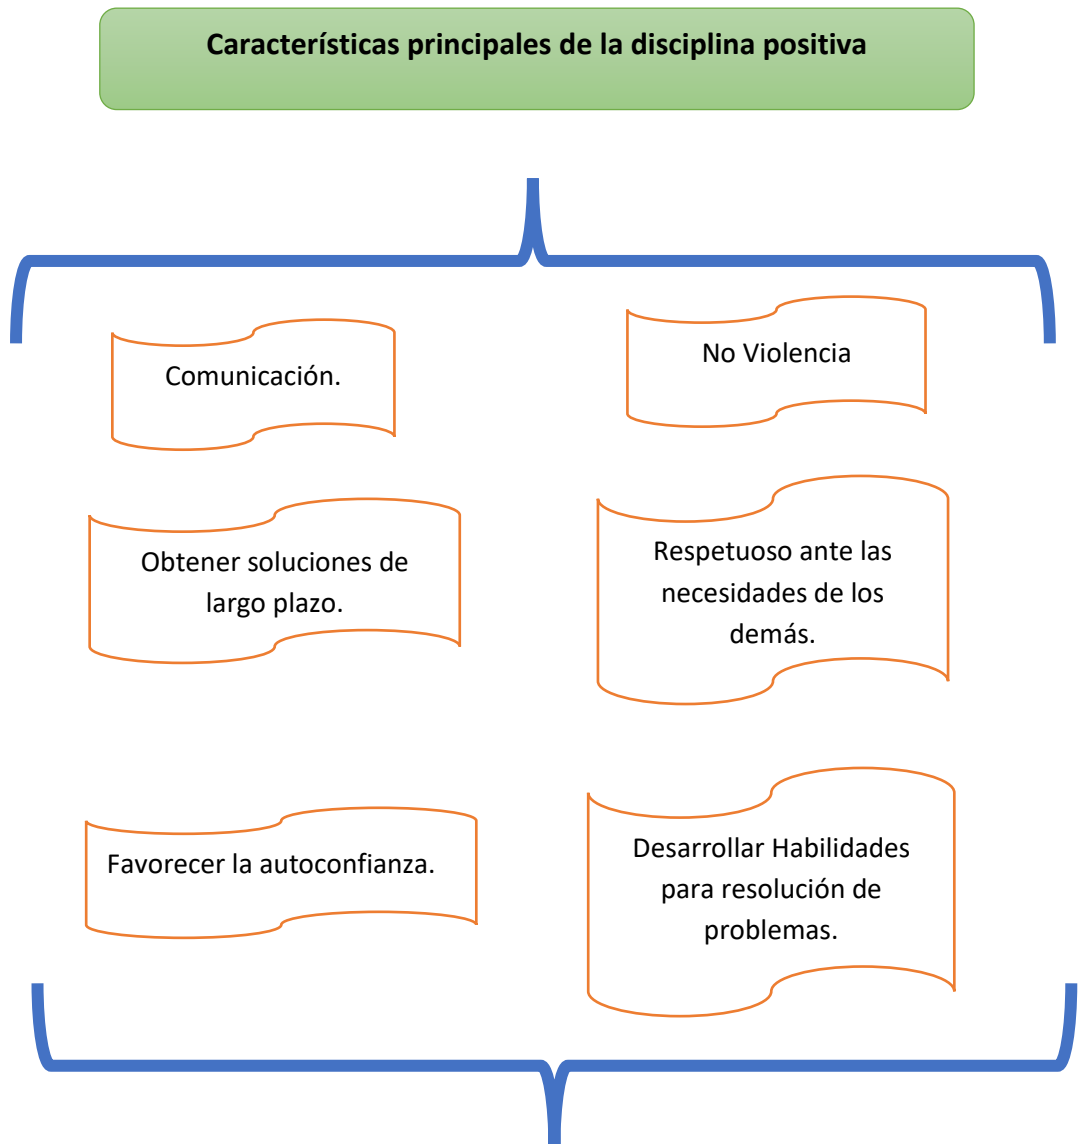 Características principales de la disciplina positiva
Comunicación.
No Violencia
Obtener soluciones de
largo plazo.
Respetuoso ante las
necesidades de los
demás.
Favorecer la autoconfianza.
Desarrollar Habilidades
para resolución de
problemas.